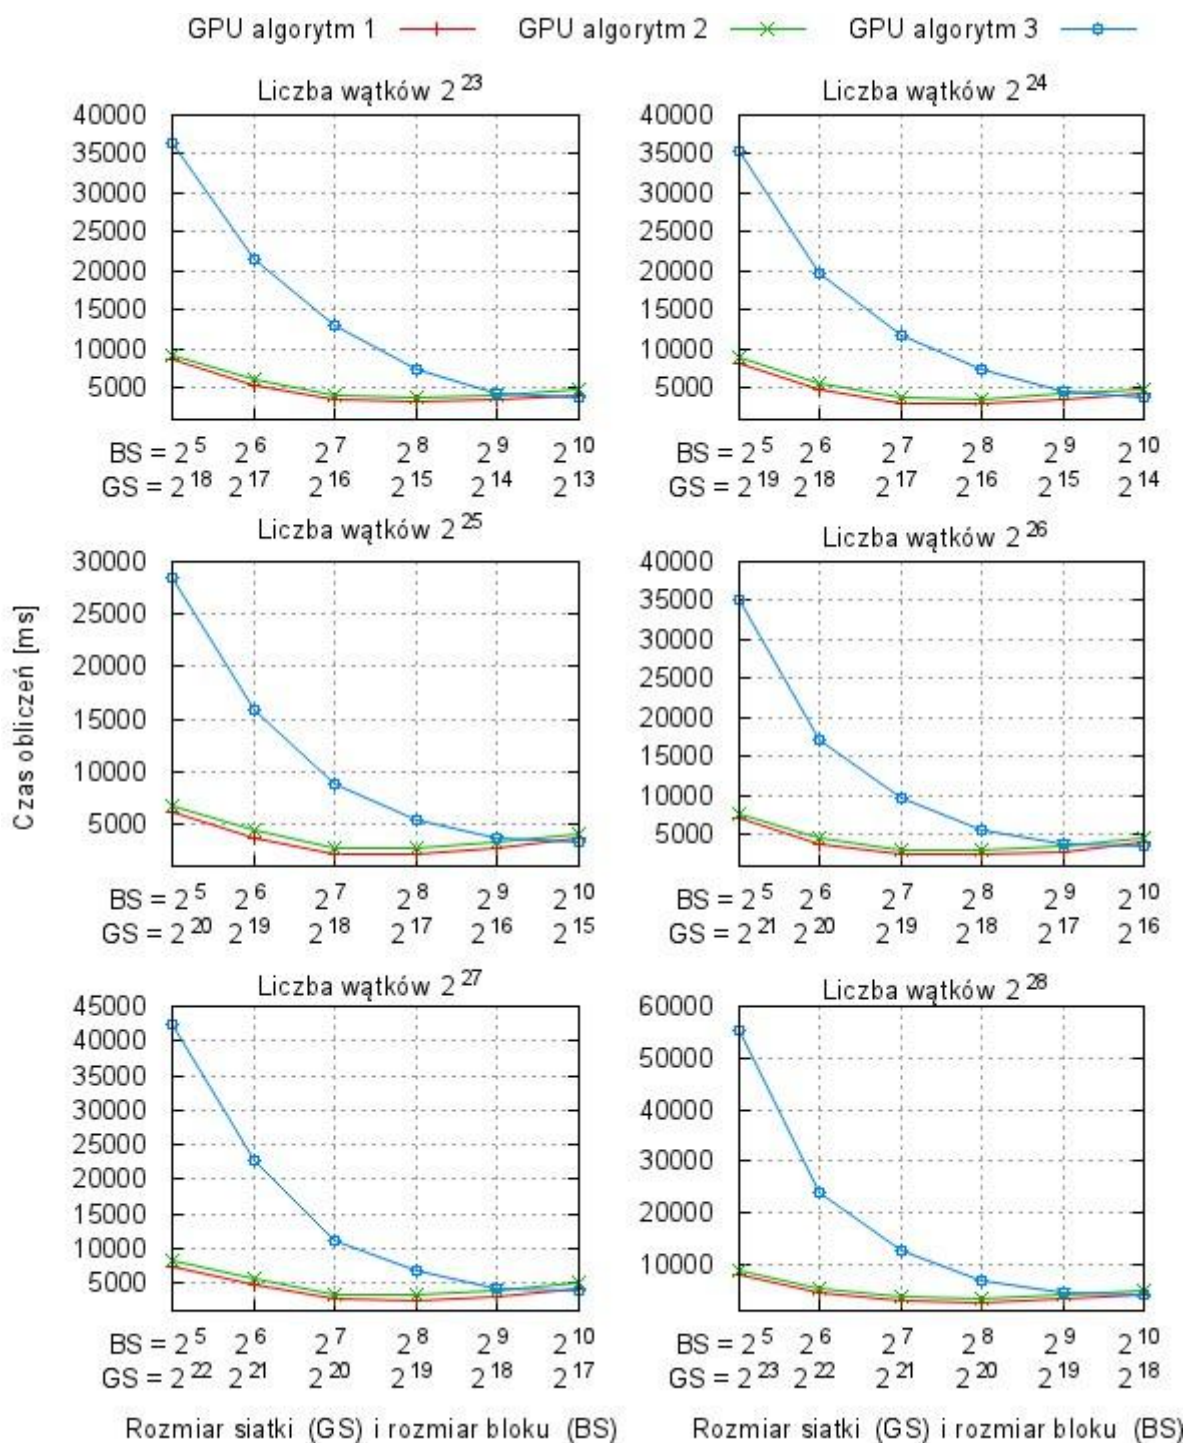 GPU algorytm 1 GPU algorytm 2 GPU algorytm 3
Liczba wątków 2^23
40000
35000
30000
25000
20000
15000
10000
5000
BS = 2^5 2^6 2^7 2^8 2^9 2^10
GS = 2^18 2^17 2^16 2^15 2^14 2^13
Liczba wątków 2^24
40000
35000
30000
25000
20000
15000
10000
5000
BS = 2^5 2^6 2^7 2^8 2^9 2^10
GS = 2^19 2^18 2^17 2^16 2^15 2^14
Czas obliczeń [ms]
Liczba wątków 2^25
30000
25000
20000
15000
10000
5000
BS = 2^5 2^6 2^7 2^8 2^9 2^10
GS = 2^20 2^19 2^18 2^17 2^16 2^15
Liczba wątków 2^26
40000
35000
30000
25000
20000
15000
10000
5000
BS = 2^5 2^6 2^7 2^8 2^9 2^10
GS = 2^21 2^20 2^19 2^18 2^17 2^16
Liczba wątków 2^27
45000
40000
35000
30000
25000
20000
15000
10000
5000
BS = 2^5 2^6 2^7 2^8 2^9 2^10
GS = 2^22 2^21 2^20 2^19 2^18 2^17
Liczba wątków 2^28
60000
50000
40000
30000
20000
10000
BS = 2^5 2^6 2^7 2^8 2^9 2^10
GS = 2^23 2^22 2^21 2^20 2^19 2^18
Rozmiar siatki (GS) i rozmiar bloku (BS)
Rozmiar siatki (GS) i rozmiar bloku (BS)